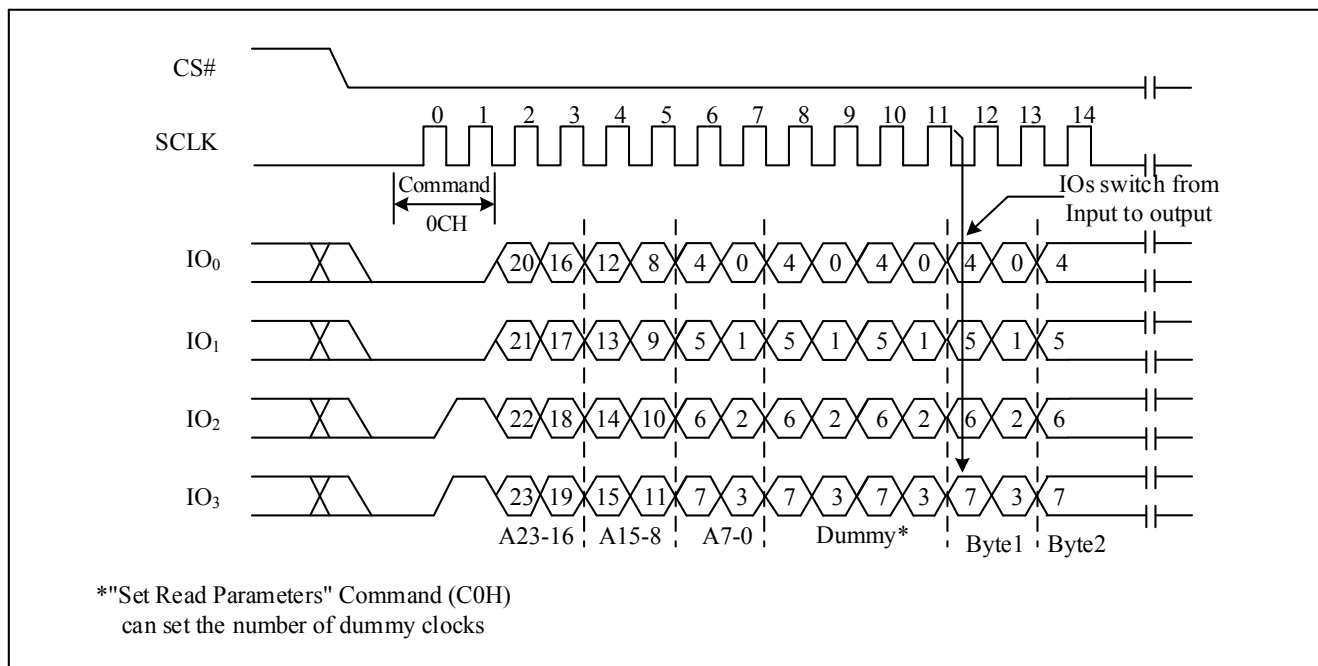 CS#
0 1 2 3 4 5 6 7 8 9 10 11 12 13 14
SCLK
Command
0CH
IOs switch from
Input to output
IO₀ 20 16 12 8 4 0 4 0 4 0 4 0 4
IO₁ 21 17 13 9 5 1 5 1 5 1 5 1 5
IO₂ 22 18 14 10 6 2 6 2 6 2 6 2 6
IO₃ 23 19 15 11 7 3 7 3 7 3 7 3 7
A23-16 A15-8 A7-0 Dummy* Byte1 Byte2
*"Set Read Parameters" Command (C0H)
can set the number of dummy clocks